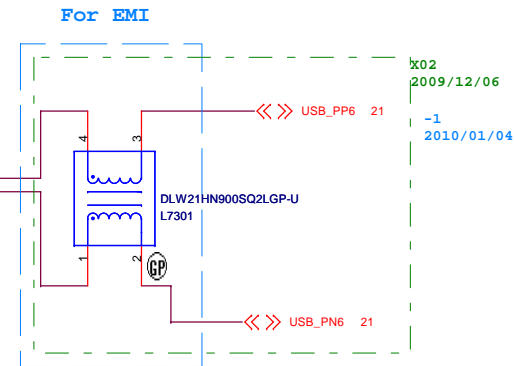 For EMI
X02
2009/12/06
-1
2010/01/04
4
3
USB_PP6 21
DLW21HN900SQ2LGP-U
L7301
1
2
GP
USB_PN6 21